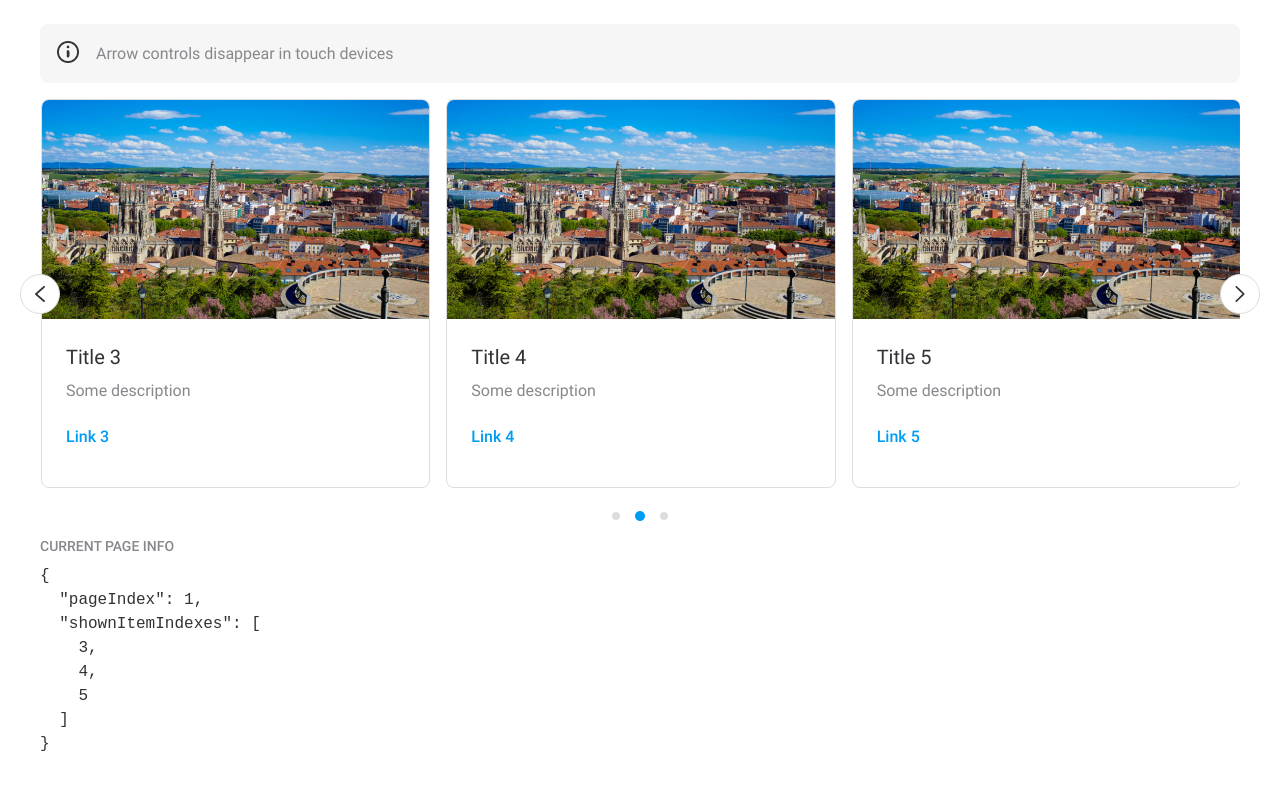 Arrow controls disappear in touch devices
Title 3
Some description
Link 3
Title 4
Some description
Link 4
Title 5
Some description
Link 5
CURRENT PAGE INFO
{
  "pageIndex": 1,
  "shownItemIndexes": [
    3,
    4,
    5
  ]
}